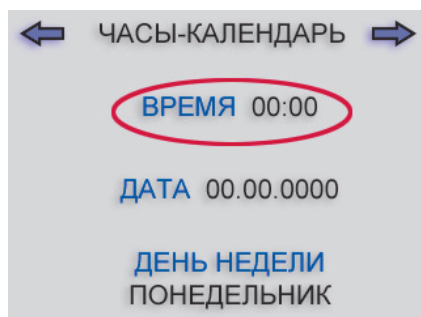 ЧАСЫ-КАЛЕНДАРЬ
ВРЕМЯ 00:00
ДАТА 00.00.0000
ДЕНЬ НЕДЕЛИ
ПОНЕДЕЛЬНИК